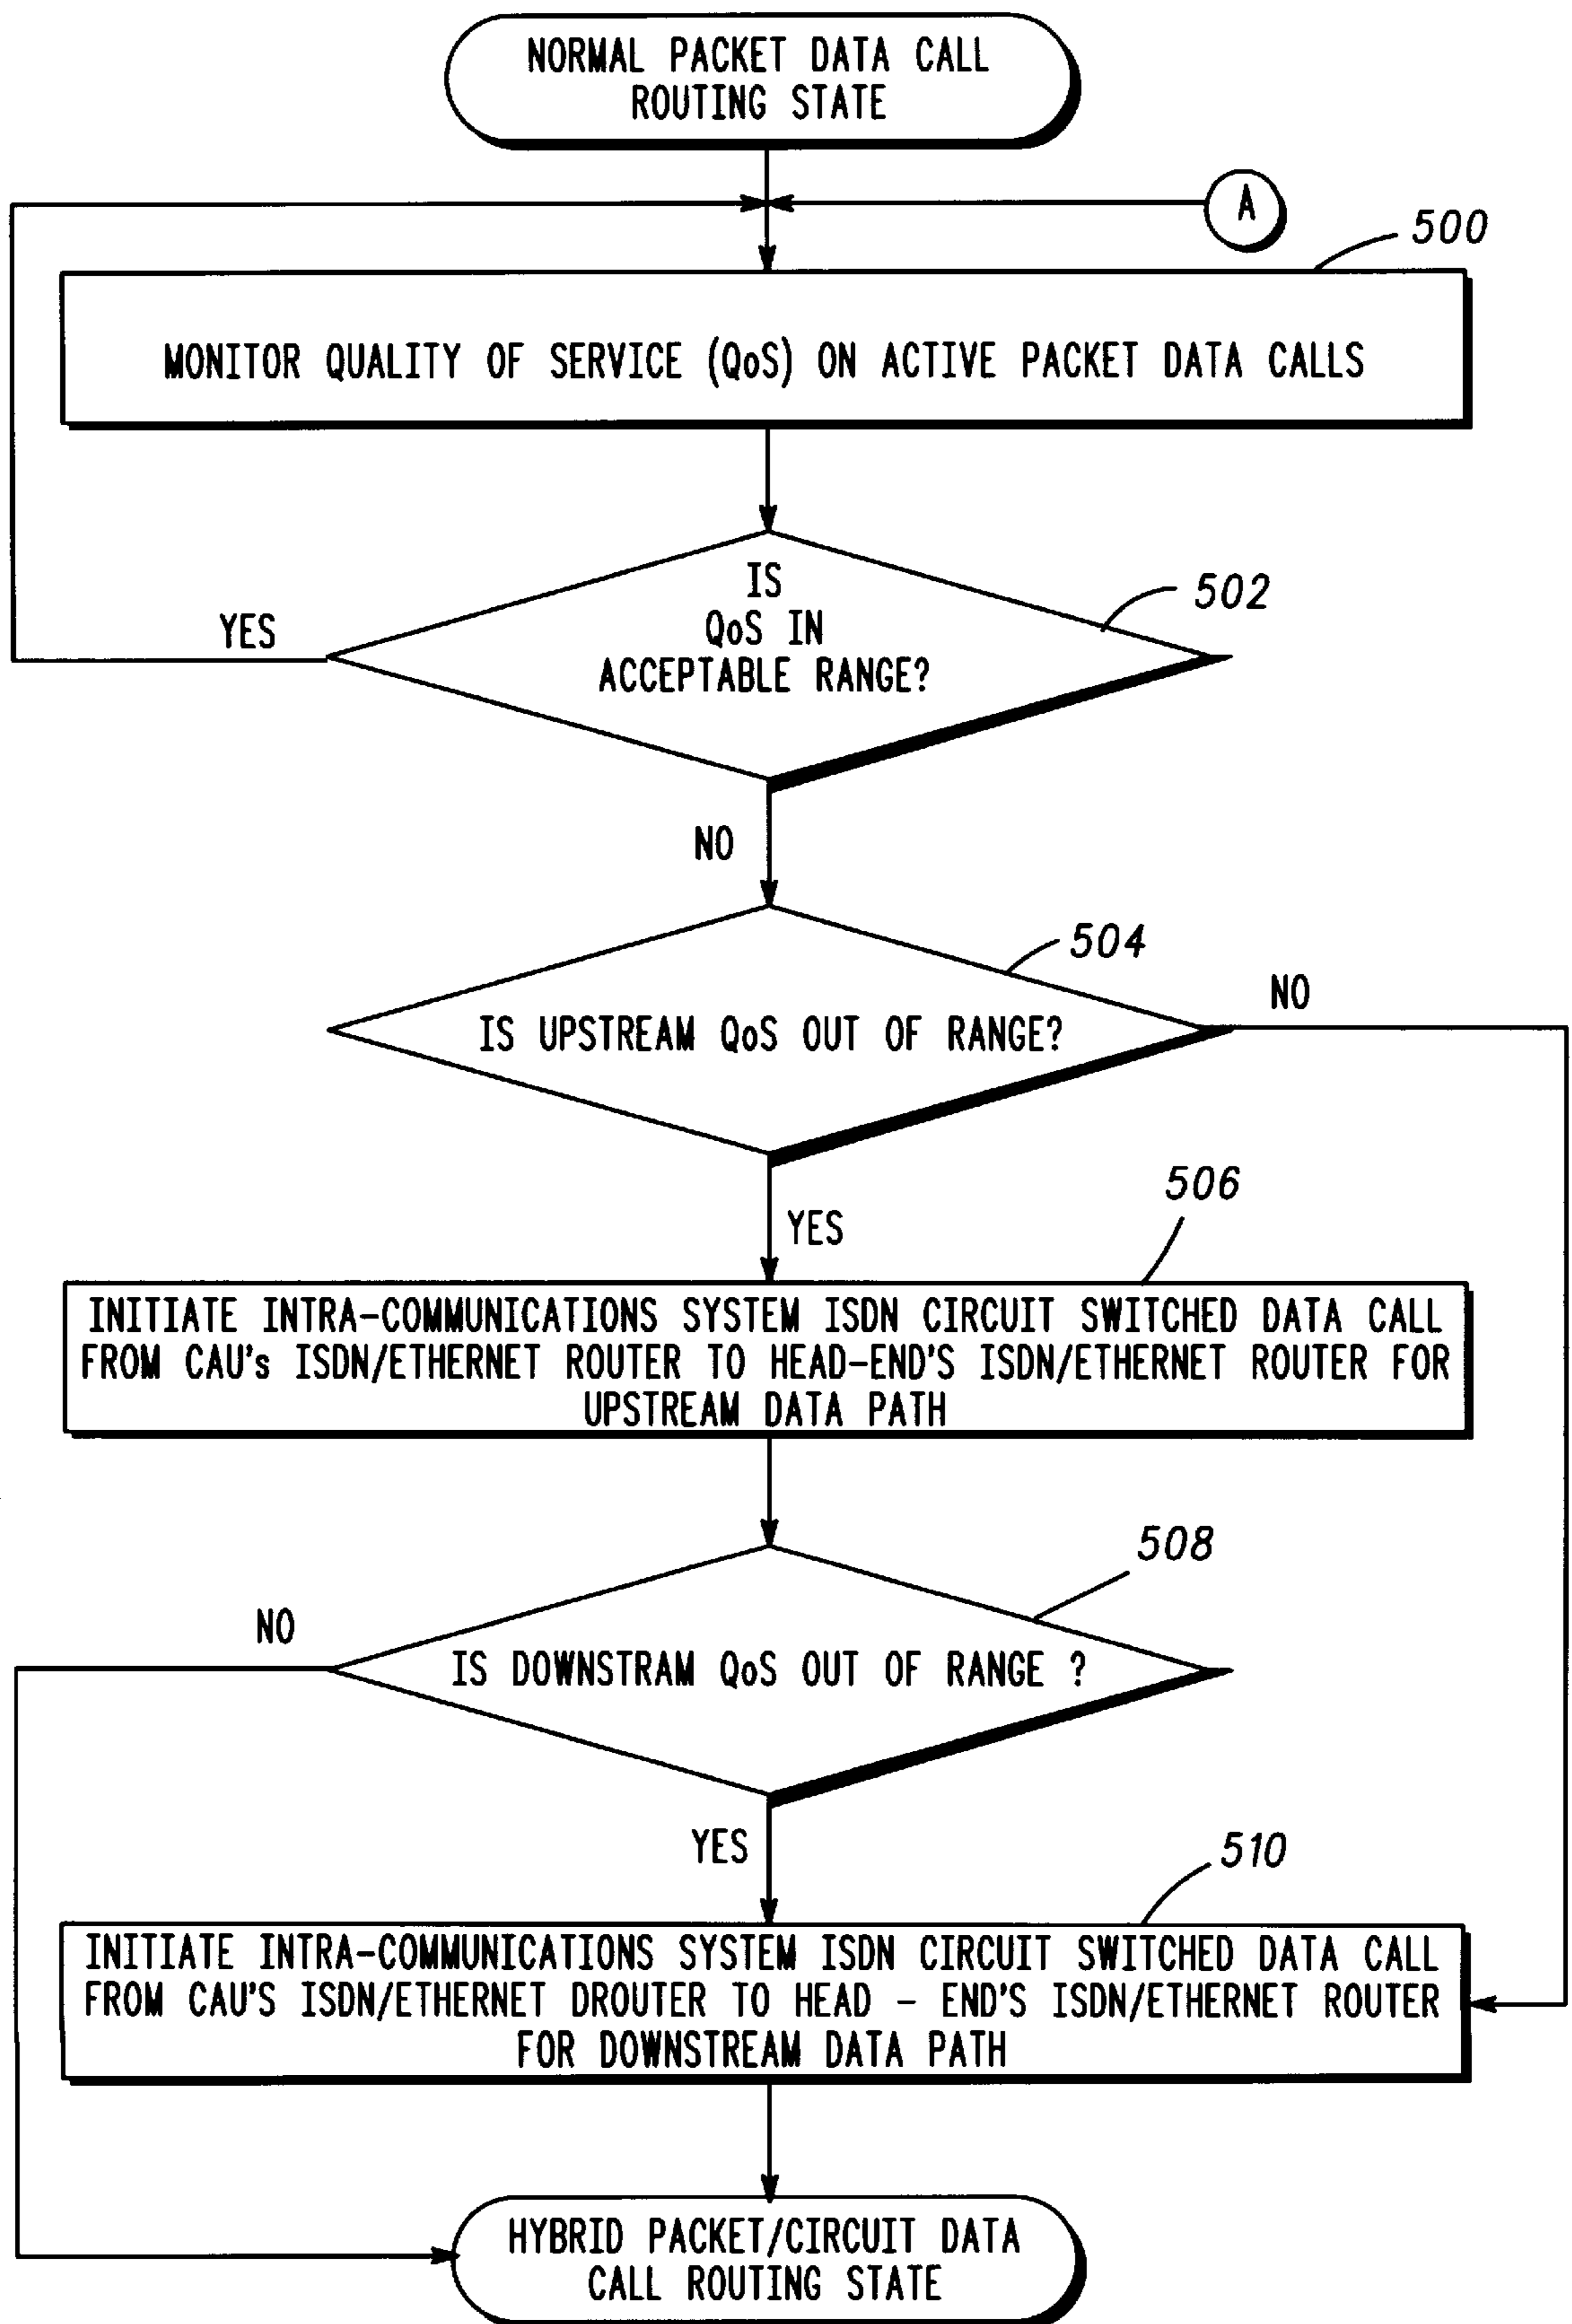 NORMAL PACKET DATA CALL
ROUTING STATE
A
500
MONITOR QUALITY OF SERVICE (QoS) ON ACTIVE PACKET DATA CALLS
502
IS
QoS IN
ACCEPTABLE RANGE?
YES
NO
504
NO
IS UPSTREAM QoS OUT OF RANGE?
YES
506
INITIATE INTRA-COMMUNICATIONS SYSTEM ISDN CIRCUIT SWITCHED DATA CALL
FROM CAU's ISDN/ETHERNET ROUTER TO HEAD-END'S ISDN/ETHERNET ROUTER FOR
UPSTREAM DATA PATH
508
NO
IS DOWNSTRAM QoS OUT OF RANGE ?
YES
510
INITIATE INTRA-COMMUNICATIONS SYSTEM ISDN CIRCUIT SWITCHED DATA CALL
FROM CAU'S ISDN/ETHERNET DROUTER TO HEAD - END'S ISDN/ETHERNET ROUTER
FOR DOWNSTREAM DATA PATH
HYBRID PACKET/CIRCUIT DATA
CALL ROUTING STATE